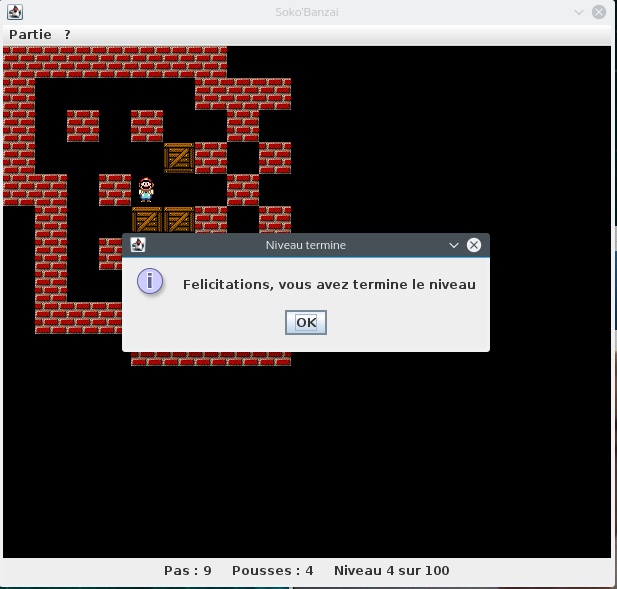 Soko'Banzai
Partie ?
Niveau termine
i
Felicitations, vous avez termine le niveau
OK
Pas : 9 Pousses : 4 Niveau 4 sur 100